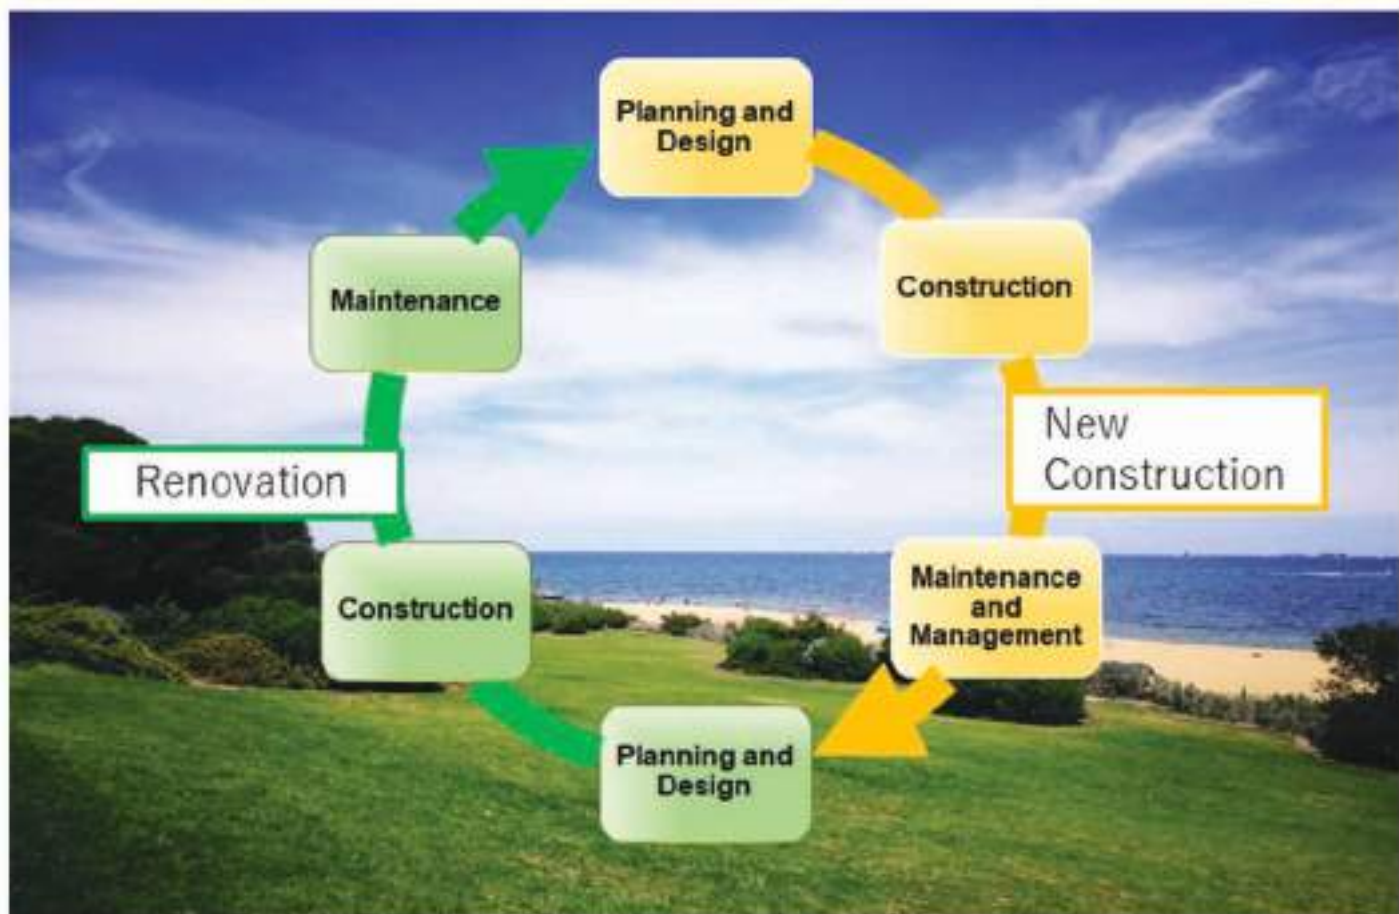 Planning and
Design
Construction
New
Construction
Maintenance
and
Management
Planning and
Design
Construction
Renovation
Maintenance